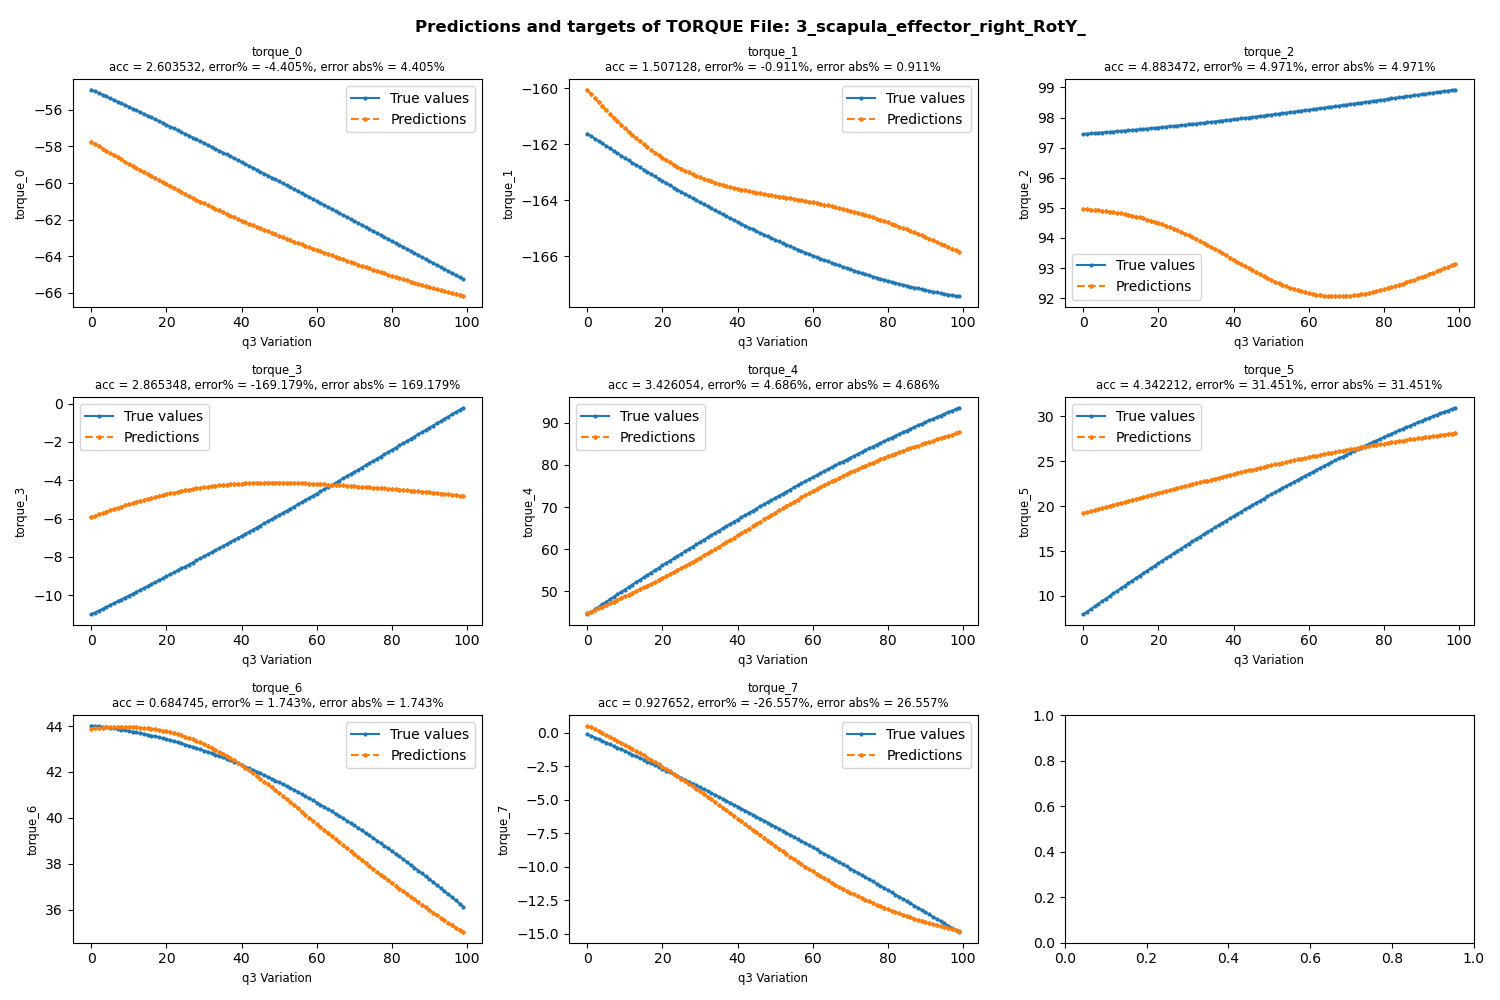 Predictions and targets of TORQUE File: 3_scapula_effector_right_RotY_
torque_0
acc = 2.603532, error% = -4.405%, error abs% = 4.405%
torque_0
−56
−58
−60
−62
−64
−66
True values
Predictions
0 20 40 60 80 100
q3 Variation
torque_1
acc = 1.507128, error% = -0.911%, error abs% = 0.911%
torque_1
−160
−162
−164
−166
True values
Predictions
0 20 40 60 80 100
q3 Variation
torque_2
acc = 4.883472, error% = 4.971%, error abs% = 4.971%
torque_2
99
98
97
96
95
94
93
92
True values
Predictions
0 20 40 60 80 100
q3 Variation
torque_3
acc = 2.865348, error% = -169.179%, error abs% = 169.179%
torque_3
0
−2
−4
−6
−8
−10
True values
Predictions
0 20 40 60 80 100
q3 Variation
torque_4
acc = 3.426054, error% = 4.686%, error abs% = 4.686%
torque_4
90
80
70
60
50
True values
Predictions
0 20 40 60 80 100
q3 Variation
torque_5
acc = 4.342212, error% = 31.451%, error abs% = 31.451%
torque_5
30
25
20
15
10
True values
Predictions
0 20 40 60 80 100
q3 Variation
torque_6
acc = 0.684745, error% = 1.743%, error abs% = 1.743%
torque_6
44
42
40
38
36
True values
Predictions
0 20 40 60 80 100
q3 Variation
torque_7
acc = 0.927652, error% = -26.557%, error abs% = 26.557%
torque_7
0.0
−2.5
−5.0
−7.5
−10.0
−12.5
−15.0
True values
Predictions
0 20 40 60 80 100
q3 Variation
1.0
0.8
0.6
0.4
0.2
0.0
0.0 0.2 0.4 0.6 0.8 1.0